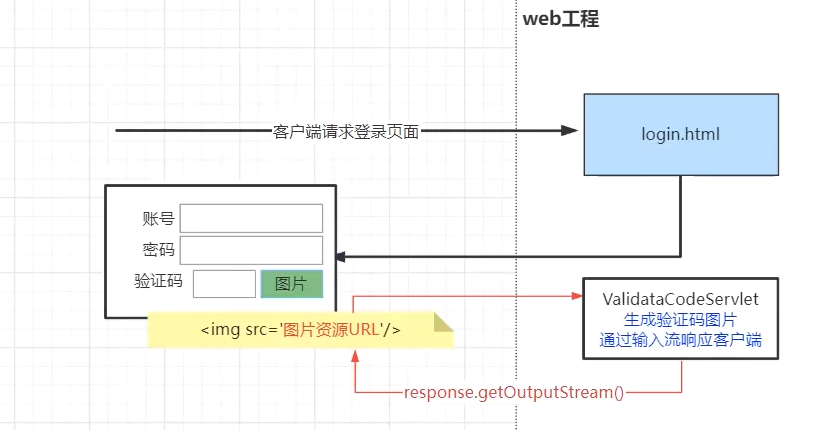 web工程
客户端请求登录页面
login.html
账号
密码
验证码
图片
<img src='图片资源URL'/>
ValidataCodeServlet
生成验证码图片
通过输入流响应客户端
response.getOutputStream()